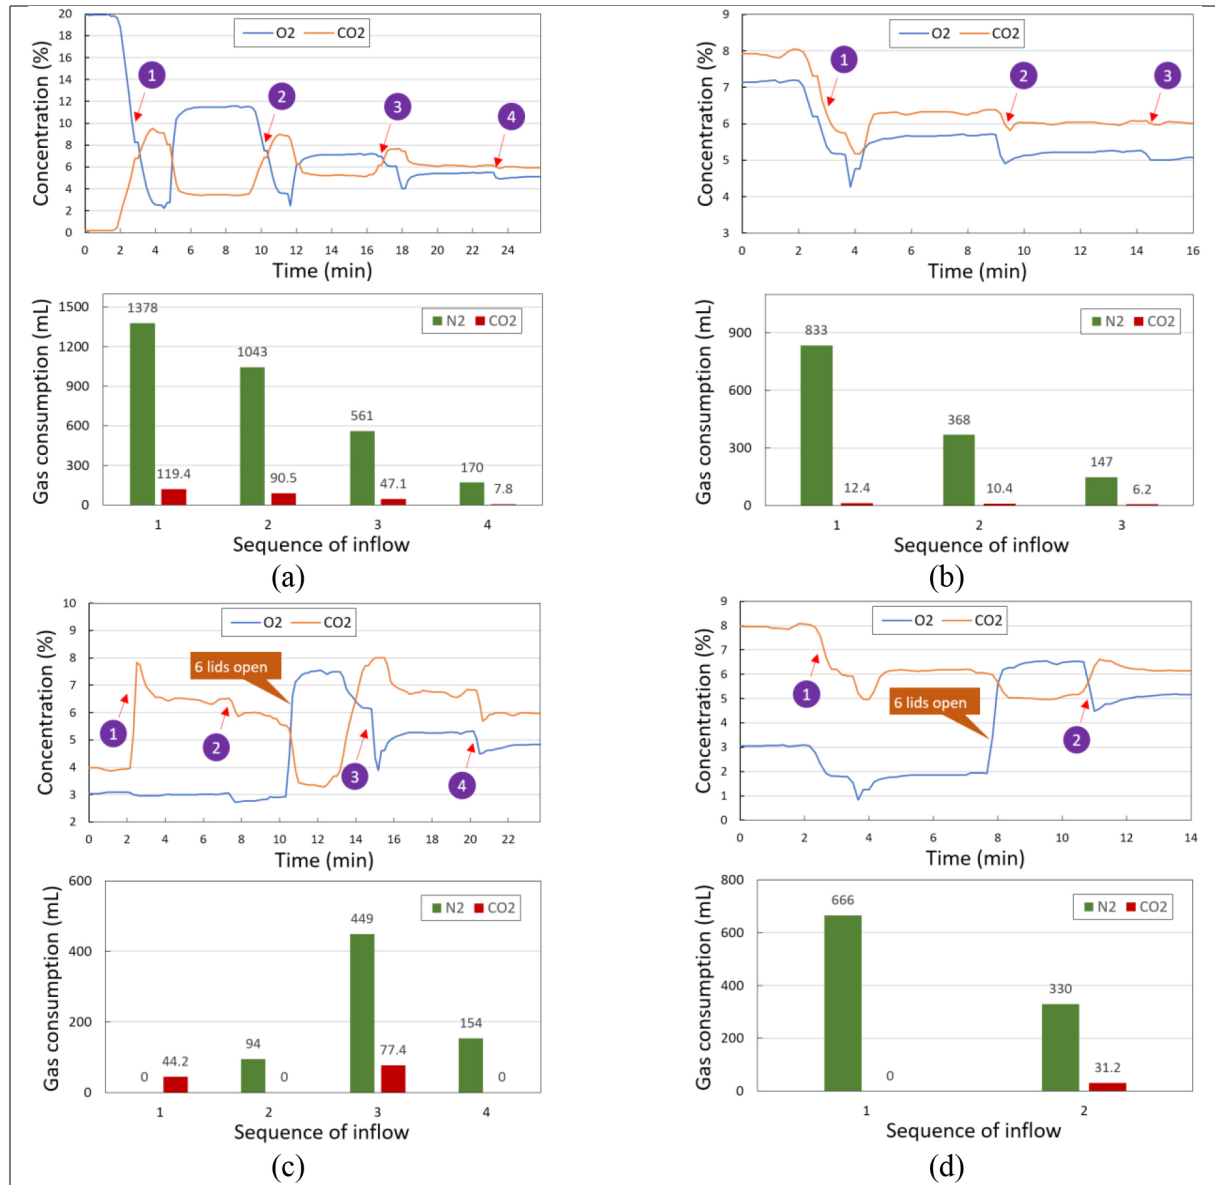 O2 CO2
Concentration (%)
20
18
16
14
12
10
8
6
4
2
0
1
2
3
4
0 2 4 6 8 10 12 14 16 18 20 22 24
Time (min)
N2 CO2
Gas consumption (mL)
1500
1200
900
600
300
0
1378
119.4
1043
90.5
561
47.1
170
7.8
1 2 3 4
Sequence of inflow
(a)
O2 CO2
Concentration (%)
9
8
7
6
5
4
3
1
2
3
0 2 4 6 8 10 12 14 16
Time (min)
N2 CO2
Gas consumption (mL)
900
600
300
0
833
12.4
368
10.4
147
6.2
1 2 3
Sequence of inflow
(b)
O2 CO2
Concentration (%)
10
9
8
7
6
5
4
3
2
6 lids open
1
2
3
4
0 2 4 6 8 10 12 14 16 18 20 22
Time (min)
N2 CO2
Gas consumption (mL)
600
400
200
0
0
44.2
94
0
449
77.4
154
0
1 2 3 4
Sequence of inflow
(c)
O2 CO2
Concentration (%)
9
8
7
6
5
4
3
2
1
0
6 lids open
1
2
0 2 4 6 8 10 12 14
Time (min)
N2 CO2
Gas consumption (mL)
800
600
400
200
0
666
0
330
31.2
1 2
Sequence of inflow
(d)